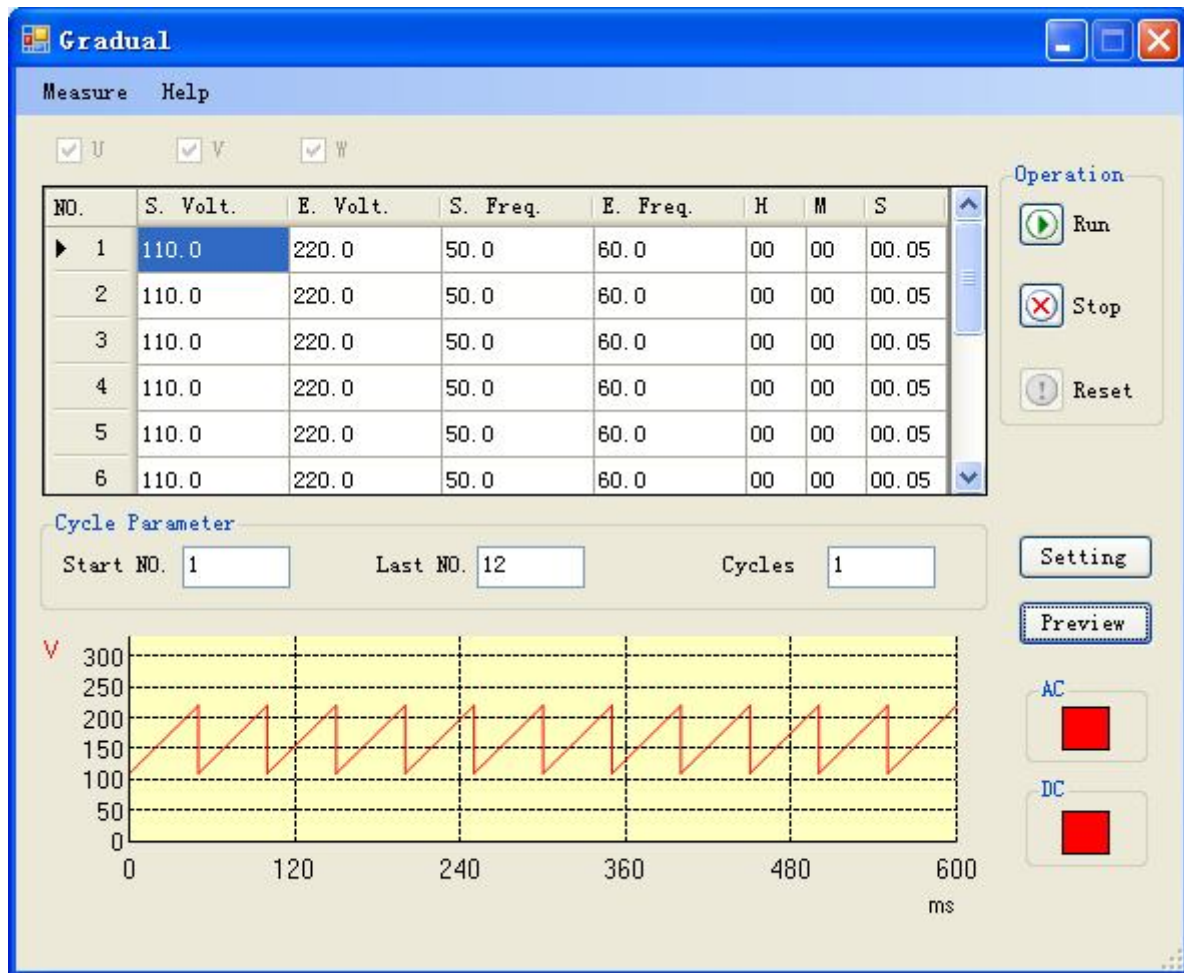 Gradual
Measure Help
U V W
NO. S. Volt. E. Volt. S. Freq. E. Freq. H M S
1 110.0 220.0 50.0 60.0 00 00 00.05
2 110.0 220.0 50.0 60.0 00 00 00.05
3 110.0 220.0 50.0 60.0 00 00 00.05
4 110.0 220.0 50.0 60.0 00 00 00.05
5 110.0 220.0 50.0 60.0 00 00 00.05
6 110.0 220.0 50.0 60.0 00 00 00.05
Operation
Run
Stop
Reset
Cycle Parameter
Start NO. 1 Last NO. 12 Cycles 1
Setting
Preview
V
300
250
200
150
100
50
0
0 120 240 360 480 600
ms
AC
DC